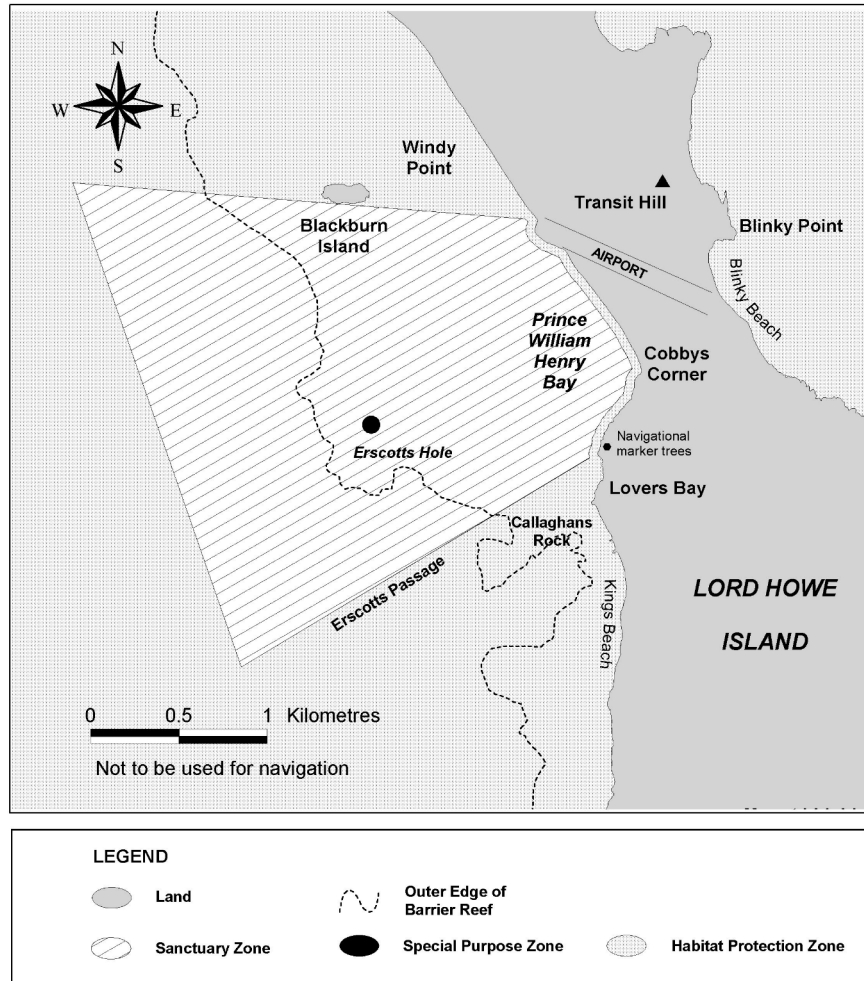 N
W E
S
Windy
Point
Transit Hill
Blackburn
Island
Blinky Point
AIRPORT
Blinky Beach
Prince
William
Henry
Bay
Cobbys
Corner
Erscotts Hole
Navigational
marker trees
Lovers Bay
Callaghans
Rock
Erscotts Passage
Kings Beach
LORD HOWE
ISLAND
0 0.5 1 Kilometres
Not to be used for navigation
LEGEND
Land
Outer Edge of
Barrier Reef
Sanctuary Zone
Special Purpose Zone
Habitat Protection Zone